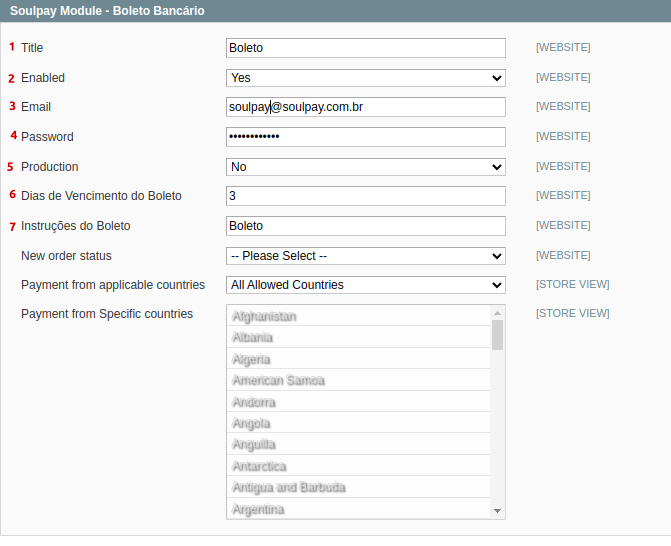 Soulpay Module - Boleto Bancário
1 Title Boleto [WEBSITE]
2 Enabled Yes [WEBSITE]
3 Email soulpay@soulpay.com.br [WEBSITE]
4 Password •••••••••••• [WEBSITE]
5 Production No [WEBSITE]
6 Dias de Vencimento do Boleto 3 [WEBSITE]
7 Instruções do Boleto Boleto [WEBSITE]
New order status -- Please Select -- [WEBSITE]
Payment from applicable countries All Allowed Countries [STORE VIEW]
Payment from Specific countries Afghanistan [STORE VIEW]
Albania
Algeria
American Samoa
Andorra
Angola
Anguilla
Antarctica
Antigua and Barbuda
Argentina